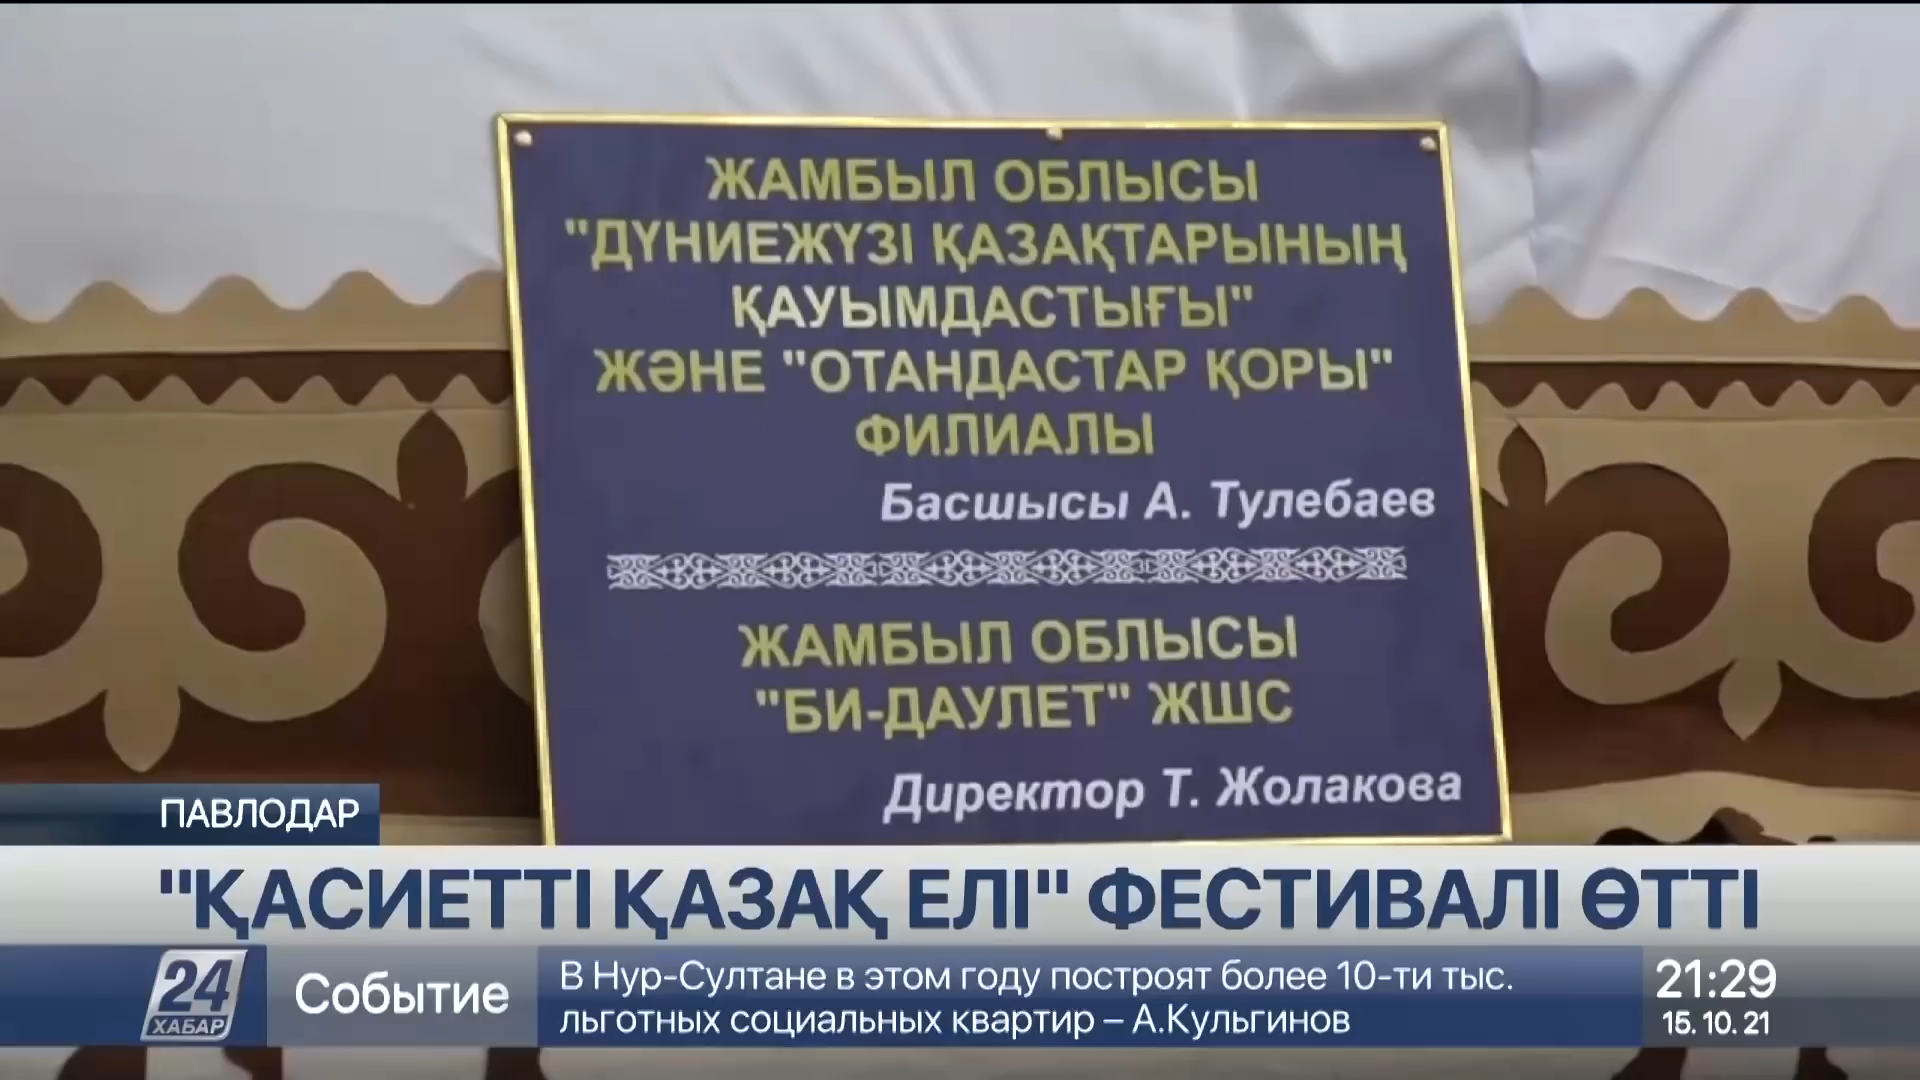 ЖАМБЫЛ ОБЛЫСЫ
"ДҮНИЕЖҮЗІ ҚАЗАҚТАРЫНЫҢ
ҚАУЫМДАСТЫҒЫ"
ЖӘНЕ "ОТАНДАСТАР ҚОРЫ"
ФИЛИАЛЫ
Басшысы А. Тулебаев
ЖАМБЫЛ ОБЛЫСЫ
"БИ-ДАУЛЕТ" ЖШС
Директор Т. Жолакова
ПАВЛОДАР
"ҚАСИЕТТІ ҚАЗАҚ ЕЛІ" ФЕСТИВАЛІ ӨТТІ
24
ХАБАР
Событие
В Нур-Султане в этом году построят более 10-ти тыс.
льготных социальных квартир – А.Кульгинов
21:29
15. 10. 21